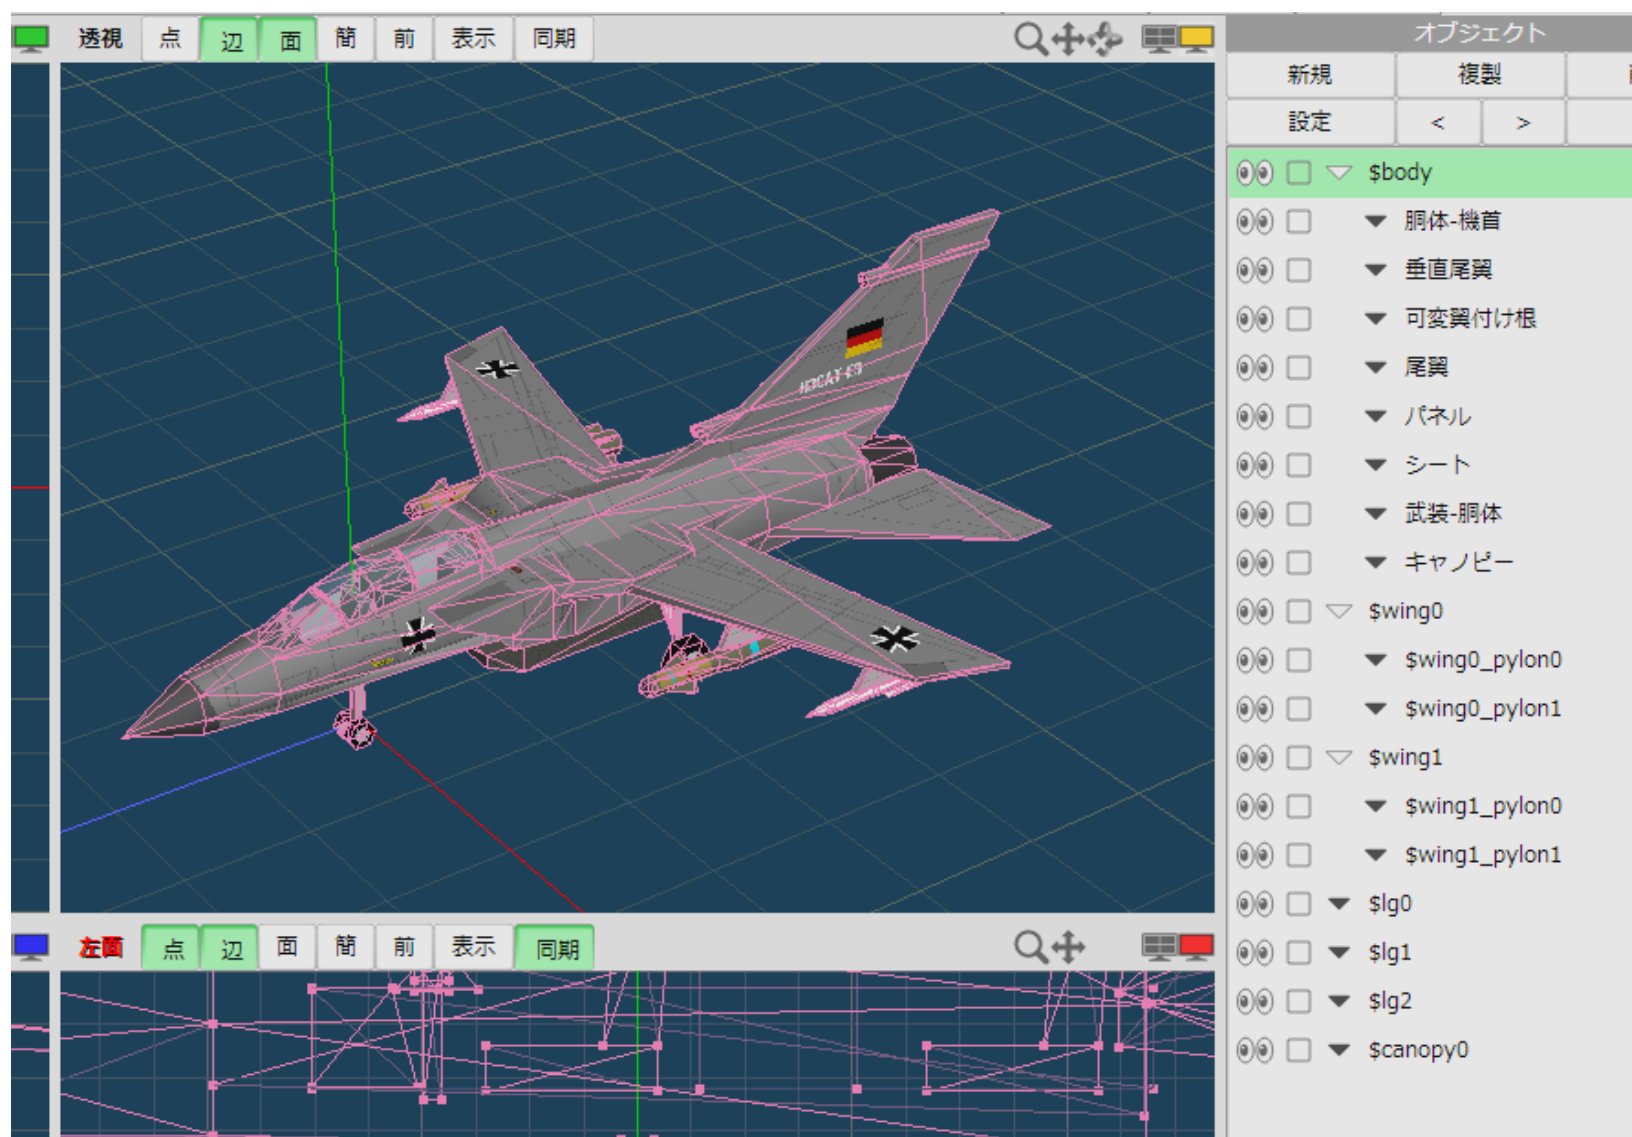 透視 点 辺 面 簡 前 表示 同期
オブジェクト
新規 複製
設定 < >
$body
胴体-機首
垂直尾翼
可変翼付け根
尾翼
パネル
シート
武装-胴体
キャノピー
$wing0
$wing0_pylon0
$wing0_pylon1
$wing1
$wing1_pylon0
$wing1_pylon1
$lg0
$lg1
$lg2
$canopy0
左面 点 辺 面 簡 前 表示 同期